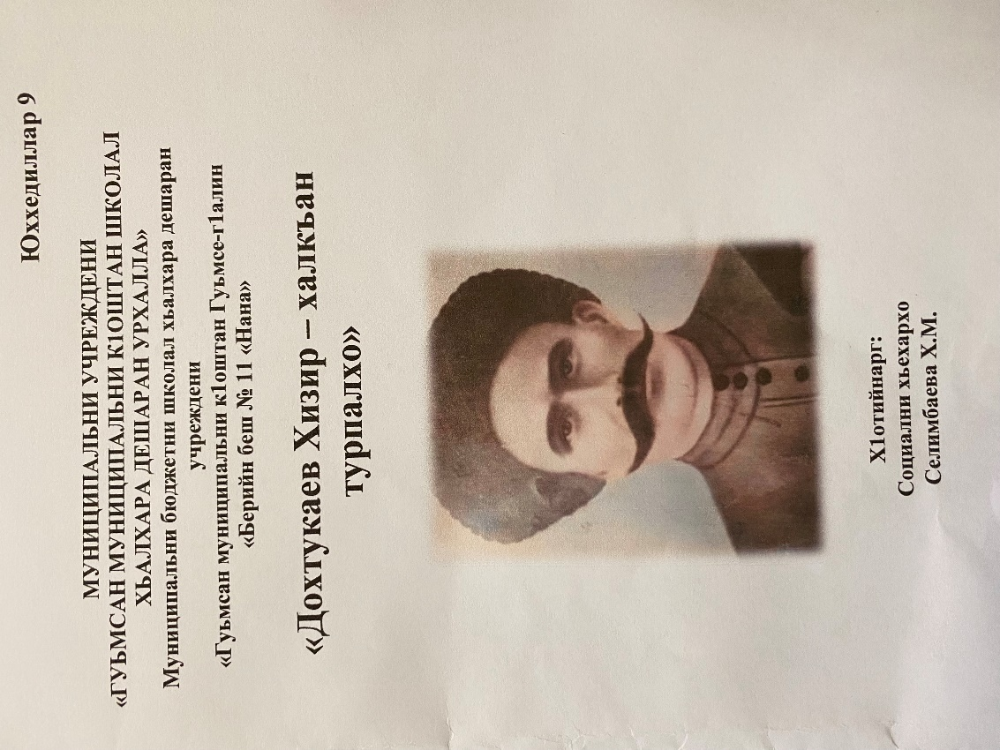 Юххедиллар 9
МУНИЦИПАЛЬНИ УЧРЕЖДЕНИ
«ГУЬМСАН МУНИЦИПАЛЬНИ К1ОШТАН ШКОЛАЛ
ХЬАЛХАРА ДЕШАРАН УРХАЛЛА»
Муниципальни бюджетни школал хьалхара дешаран
учреждени
«Гуьмсан муниципальни к1оштан Гуьмсе-г1алин
«Берийн беш № 11 «Нана»
«Дохтукаев Хизир – халкъан
турпалхо»
Х1отийнарг:
Социални хьехархо
Селимбаева Х.М.